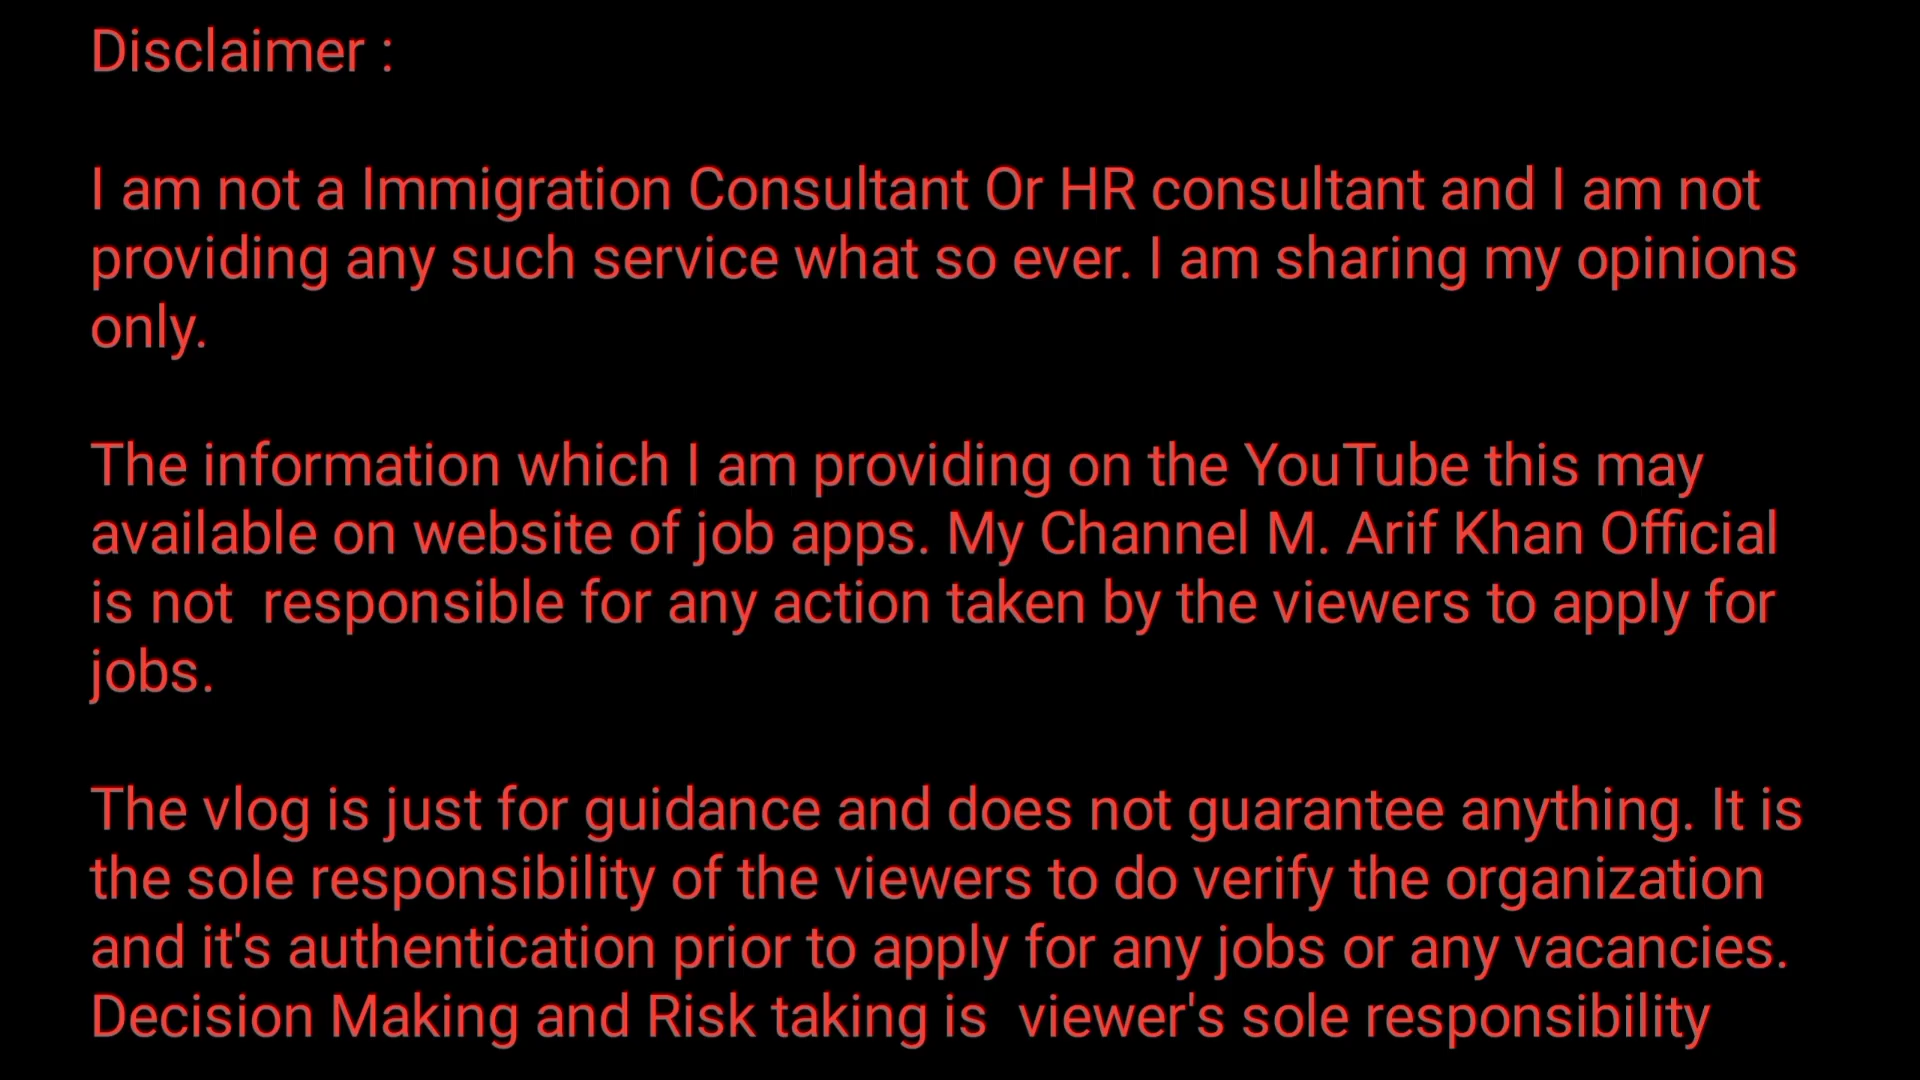 Disclaimer :
I am not a Immigration Consultant Or HR consultant and I am not
providing any such service what so ever. I am sharing my opinions
only.
The information which I am providing on the YouTube this may
available on website of job apps. My Channel M. Arif Khan Official
is not  responsible for any action taken by the viewers to apply for
jobs.
The vlog is just for guidance and does not guarantee anything. It is
the sole responsibility of the viewers to do verify the organization
and it's authentication prior to apply for any jobs or any vacancies.
Decision Making and Risk taking is  viewer's sole responsibility